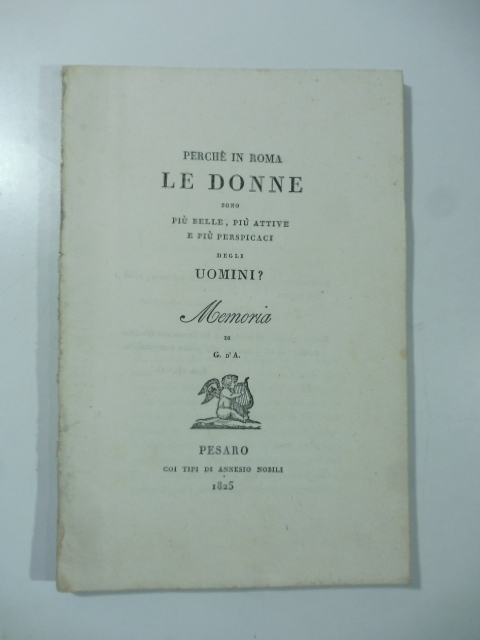 PERCHÈ IN ROMA
LE DONNE
SONO
PIÙ BELLE, PIÙ ATTIVE
E PIÙ PERSPICACI
DEGLI
UOMINI?
Memoria
DI
G. D'A.
PESARO
COI TIPI DI ANNESIO NOBILI
1825